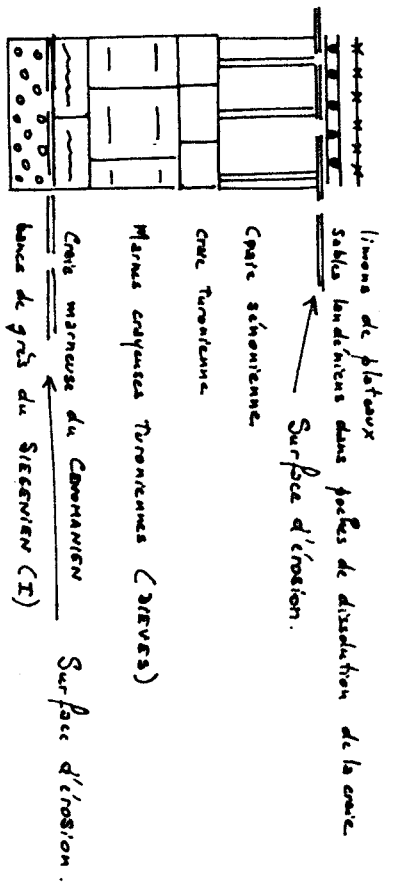 limons de plateaux
sables landéniens dans poches de dissolution de la craie
Surface d'érosion.
Craie sénonienne
Craie Turonienne
Marnes crayeuses Turoniennes (DIEVES)
Craie marneuse du CENOMANIEN
Surface d'érosion.
bancs de grès du SIEGENIEN (I)